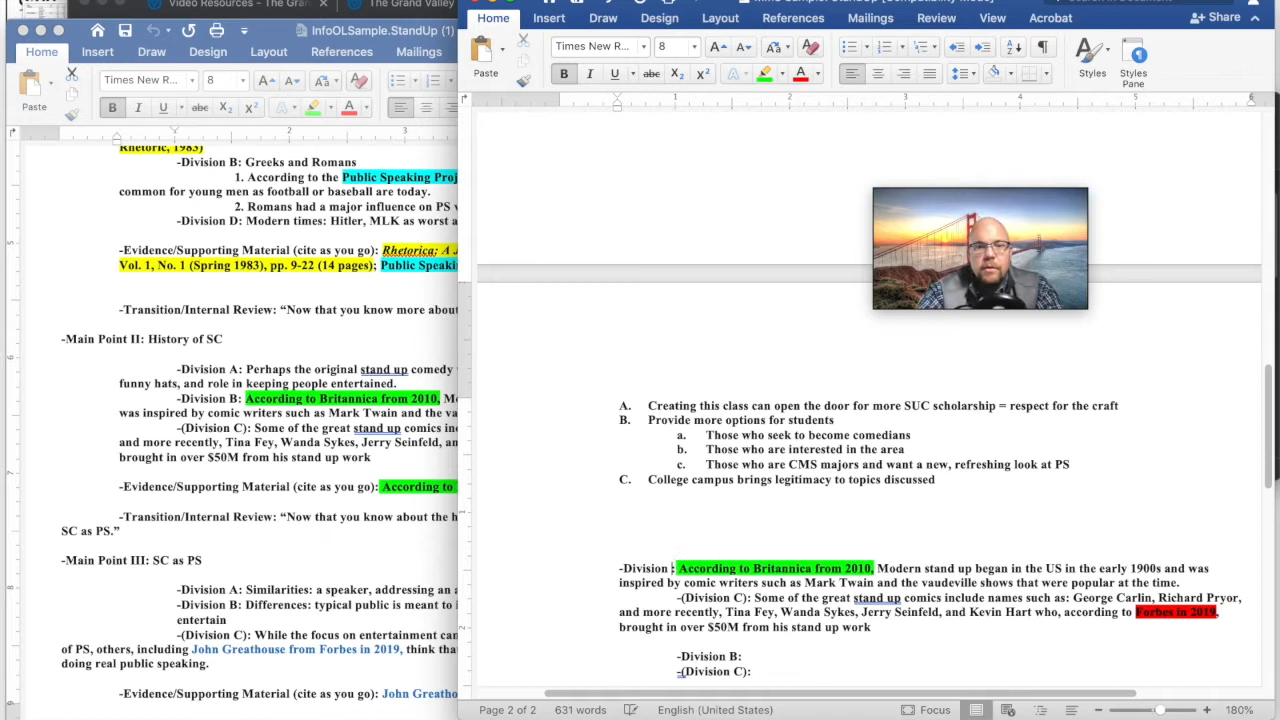 Video Resources - The Gran
The Grand Valley
InfoOLSample.StandUp (1)
Home Insert Draw Design Layout
Times New R... 8
Paste
2 3
Rhetoric, 1983)
-Division B: Greeks and Romans
1. According to the Public Speaking Proj
common for young men as football or baseball are today.
2. Romans had a major influence on PS
-Division D: Modern times: Hitler, MLK as worst a
-Evidence/Supporting Material (cite as you go): Rhetorica; A J
Vol. 1, No. 1 (Spring 1983), pp. 9-22 (14 pages); Public Speakin
-Transition/Internal Review: “Now that you know more about
-Main Point II: History of SC
-Division A: Perhaps the original stand up comedy
funny hats, and role in keeping people entertained.
-Division B: According to Britannica from 2010, Mo
was inspired by comic writers such as Mark Twain and the va
-(Division C): Some of the great stand up comics inc
and more recently, Tina Fey, Wanda Sykes, Jerry Seinfeld, an
brought in over $50M from his stand up work
-Evidence/Supporting Material (cite as you go): According to
-Transition/Internal Review: “Now that you know about the h
SC as PS.”
-Main Point III: SC as PS
-Division A: Similarities: a speaker, addressing an a
-Division B: Differences: typical public is meant to i
entertain
-(Division C): While the focus on entertainment can
of PS, others, including John Greathouse from Forbes in 2019, think that
doing real public speaking.
-Evidence/Supporting Material (cite as you go): John Greatho
Home Insert Draw Design Layout References Mailings Review View Acrobat Share
Times New R... 8
Paste Styles Styles Pane
1 2 3 4 5 6
A. Creating this class can open the door for more SUC scholarship = respect for the craft
B. Provide more options for students
a. Those who seek to become comedians
b. Those who are interested in the area
c. Those who are CMS majors and want a new, refreshing look at PS
C. College campus brings legitimacy to topics discussed
-Division : According to Britannica from 2010, Modern stand up began in the US in the early 1900s and was
inspired by comic writers such as Mark Twain and the vaudeville shows that were popular at the time.
-(Division C): Some of the great stand up comics include names such as: George Carlin, Richard Pryor,
and more recently, Tina Fey, Wanda Sykes, Jerry Seinfeld, and Kevin Hart who, according to Forbes in 2019,
brought in over $50M from his stand up work
-Division B:
-(Division C):
Page 2 of 2 631 words English (United States) Focus 180%